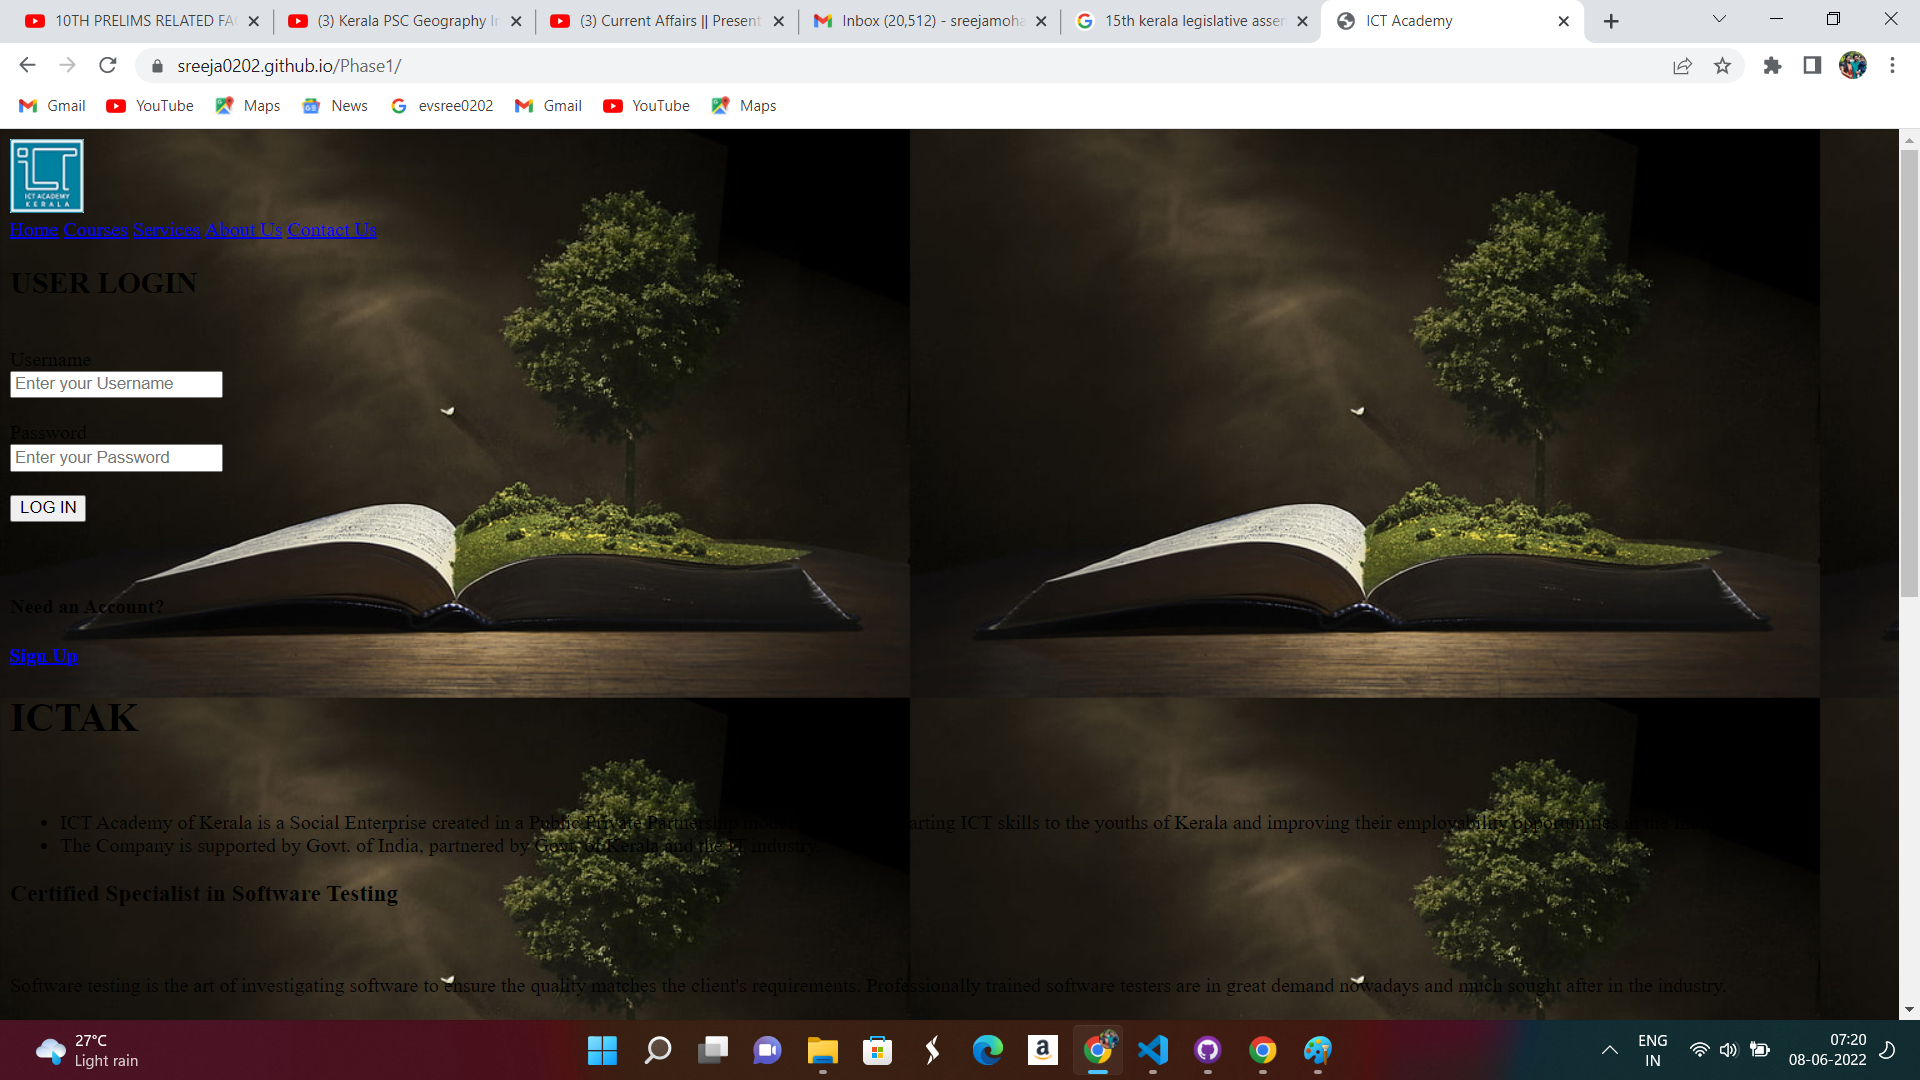 10TH PRELIMS RELATED FA
(3) Kerala PSC Geography I
(3) Current Affairs || Present
Inbox (20,512) - sreejamoha
15th kerala legislative assem
ICT Academy
sreeja0202.github.io/Phase1/
Gmail YouTube Maps News evsree0202 Gmail YouTube Maps
ICT ACADEMY
KERALA
Home Courses Services About Us Contact Us
USER LOGIN
Username
Enter your Username
Password
Enter your Password
LOG IN
Need an Account?
Sign Up
ICTAK
ICT Academy of Kerala is a Social Enterprise created in a Public Private Partnership arting ICT skills to the youths of Kerala and improving their employability opportunities in the
The Company is supported by Govt. of India, partnered by Govt. of Kerala and the IT industry.
Certified Specialist in Software Testing
Software testing is the art of investigating software to ensure the quality matches the client's requirements. Professionally trained software testers are in great demand nowadays and much sought after in the industry.
27°C
Light rain
ENG
IN
07:20
08-06-2022